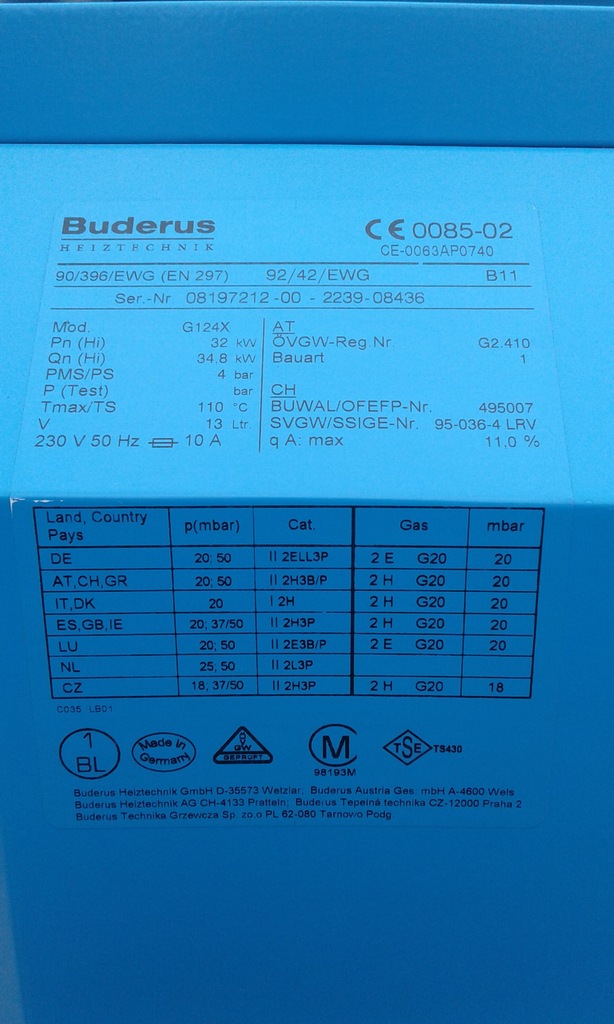 Buderus
HEIZTECHNIK
CE 0085-02
CE-0063AP0740
90/396/EWG (EN 297) 92/42/EWG B11
Ser.-Nr. 08197212-00 - 2239-08436
Mod. G124X
Pn (Hi) 32 kW
Qn (Hi) 34.8 kW
PMS/PS 4 bar
P (Test) bar
Tmax/TS 110 °C
V 13 Ltr.
230 V 50 Hz 10 A
AT
ÖVGW-Reg.Nr. G2.410
Bauart 1
CH
BUWAL/OFEFP-Nr. 495007
SVGW/SSIGE-Nr. 95-036-4 LRV
q A: max 11,0 %
Land, Country Pays p(mbar) Cat. Gas mbar
DE 20; 50 II 2ELL3P 2 E G20 20
AT,CH,GR 20; 50 II 2H3B/P 2 H G20 20
IT,DK 20 I 2H 2 H G20 20
ES,GB,IE 20; 37/50 II 2H3P 2 H G20 20
LU 20; 50 II 2E3B/P 2 E G20 20
NL 25, 50 II 2L3P
CZ 18; 37/50 II 2H3P 2 H G20 18
C035 LB01
1
BL
Made in
Germany
GW
GEPRÜFT
M
98193M
TSE TS430
Buderus Heiztechnik GmbH D-35573 Wetzlar; Buderus Austria Ges. mbH A-4600 Wels
Buderus Heiztechnik AG CH-4133 Pratteln; Buderus Tepelná technika CZ-12000 Praha 2
Buderus Technika Grzewcza Sp. zo.o PL 62-080 Tarnowo Podg.